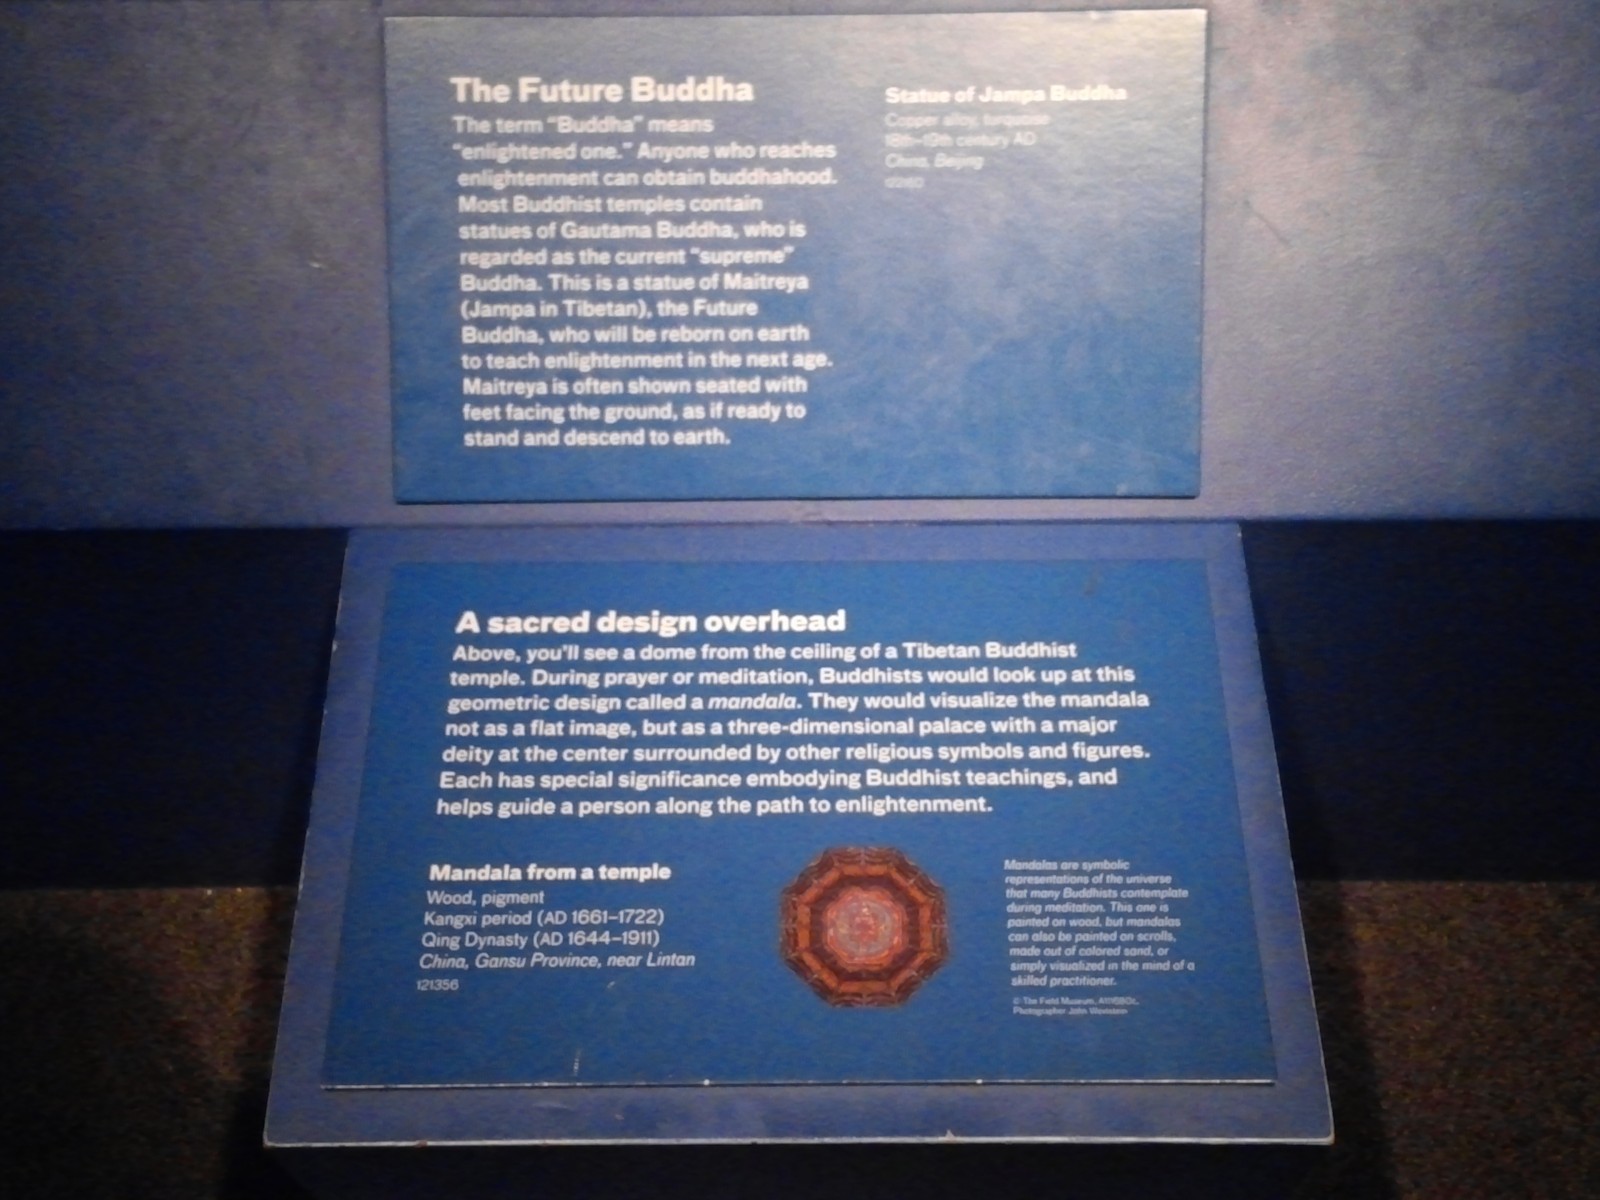 The Future Buddha
The term “Buddha” means
“enlightened one.” Anyone who reaches
enlightenment can obtain buddhahood.
Most Buddhist temples contain
statues of Gautama Buddha, who is
regarded as the current “supreme”
Buddha. This is a statue of Maitreya
(Jampa in Tibetan), the Future
Buddha, who will be reborn on earth
to teach enlightenment in the next age.
Maitreya is often shown seated with
feet facing the ground, as if ready to
stand and descend to earth.
Statue of Jampa Buddha
Copper alloy, turquoise
18th–19th century AD
China, Beijing
A sacred design overhead
Above, you'll see a dome from the ceiling of a Tibetan Buddhist
temple. During prayer or meditation, Buddhists would look up at this
geometric design called a mandala. They would visualize the mandala
not as a flat image, but as a three-dimensional palace with a major
deity at the center surrounded by other religious symbols and figures.
Each has special significance embodying Buddhist teachings, and
helps guide a person along the path to enlightenment.
Mandala from a temple
Wood, pigment
Kangxi period (AD 1661–1722)
Qing Dynasty (AD 1644–1911)
China, Gansu Province, near Lintan
121356
Mandalas are symbolic
representations of the universe
that many Buddhists contemplate
during meditation. This one is
painted on wood, but mandalas
can also be painted on scrolls,
made out of colored sand, or
simply visualized in the mind of a
skilled practitioner.
© The Field Museum,
Photographer John Weinstein